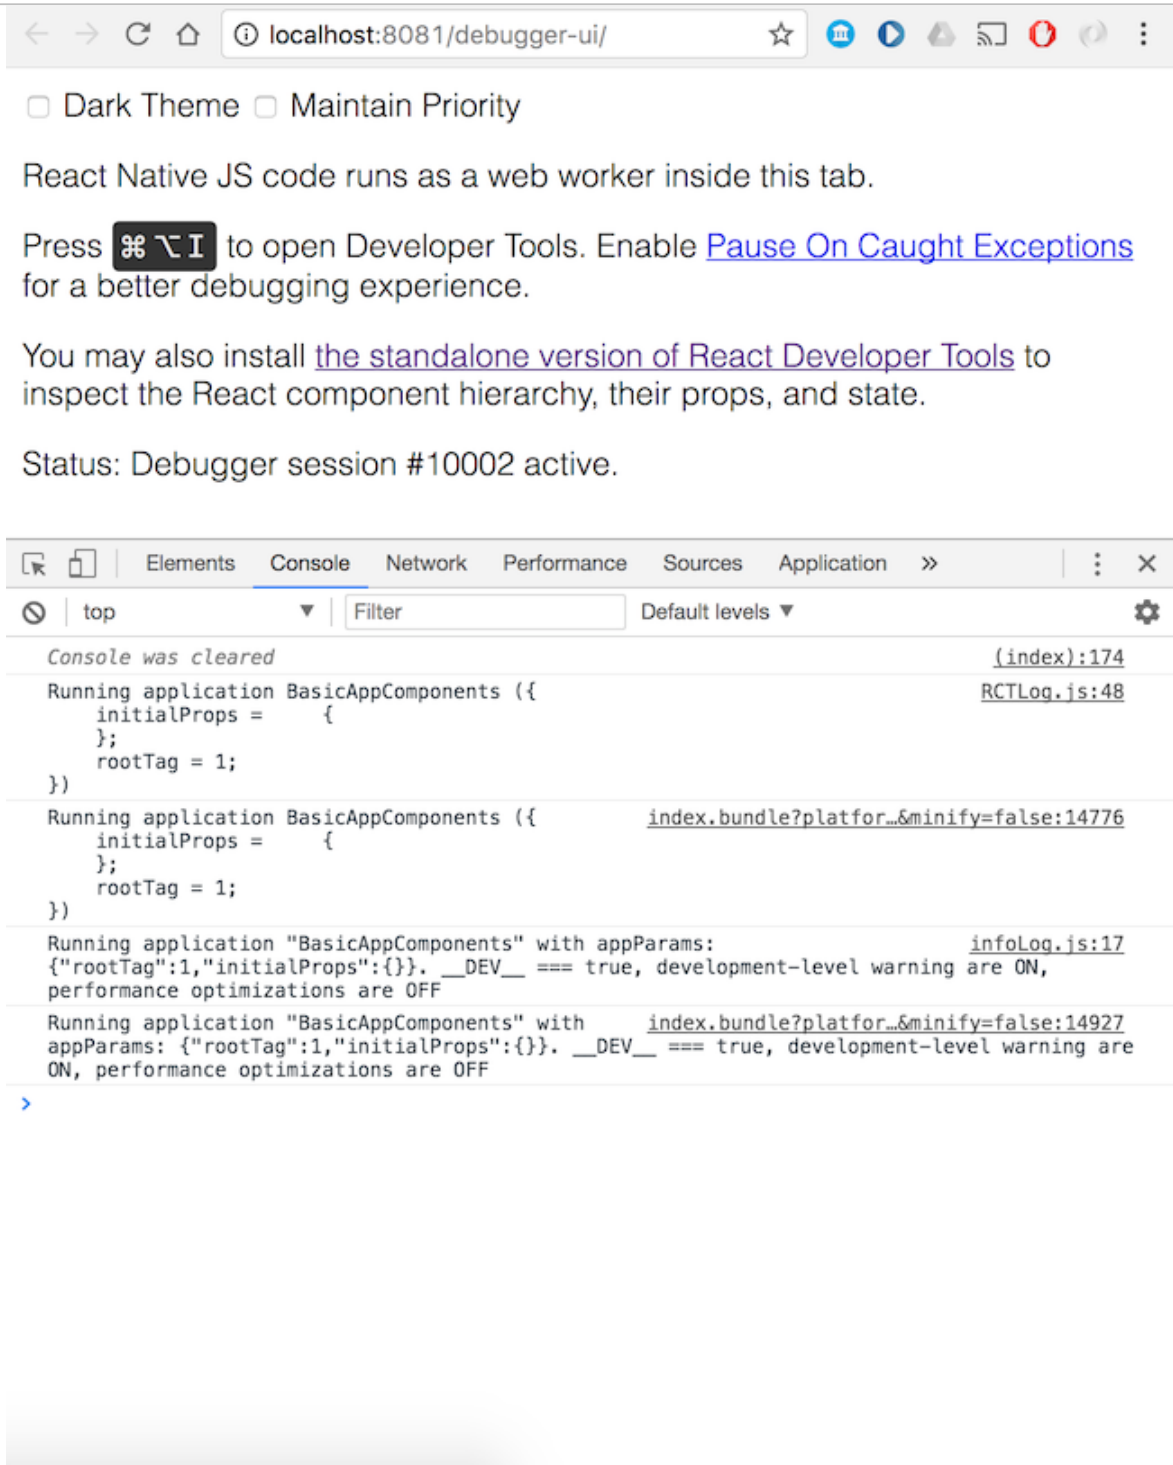 localhost:8081/debugger-ui/
Dark Theme Maintain Priority
React Native JS code runs as a web worker inside this tab.
Press ⌘⌥I to open Developer Tools. Enable Pause On Caught Exceptions
for a better debugging experience.
You may also install the standalone version of React Developer Tools to
inspect the React component hierarchy, their props, and state.
Status: Debugger session #10002 active.
Elements Console Network Performance Sources Application »
top ▼ Filter Default levels ▼
Console was cleared (index):174
Running application BasicAppComponents ({ RCTLog.js:48
    initialProps =     {
    };
    rootTag = 1;
})
Running application BasicAppComponents ({ index.bundle?platfor…&minify=false:14776
    initialProps =     {
    };
    rootTag = 1;
})
Running application "BasicAppComponents" with appParams: infoLog.js:17
{"rootTag":1,"initialProps":{}}. __DEV__ === true, development-level warning are ON,
performance optimizations are OFF
Running application "BasicAppComponents" with index.bundle?platfor…&minify=false:14927
appParams: {"rootTag":1,"initialProps":{}}. __DEV__ === true, development-level warning are
ON, performance optimizations are OFF